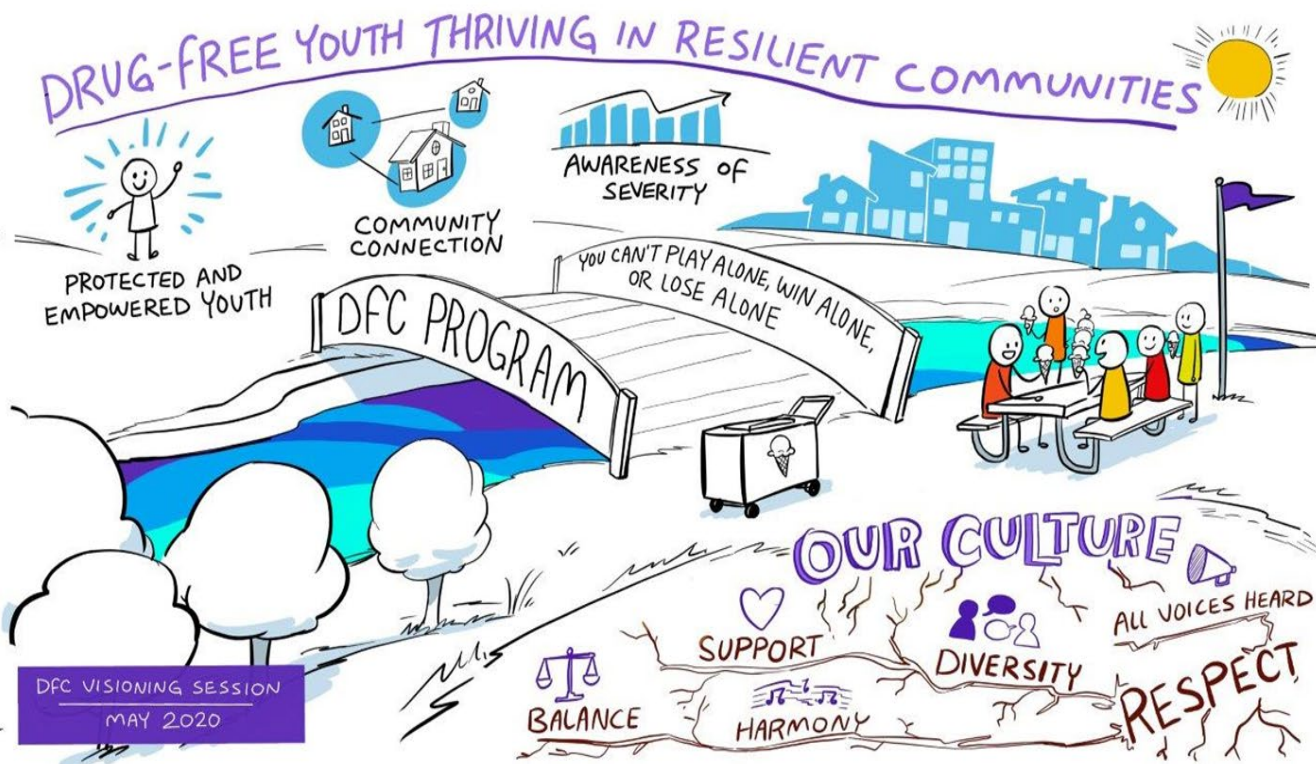 DRUG-FREE YOUTH THRIVING IN RESILIENT COMMUNITIES
PROTECTED AND
EMPOWERED YOUTH
COMMUNITY
CONNECTION
AWARENESS OF
SEVERITY
DFC PROGRAM
YOU CAN'T PLAY ALONE, WIN ALONE,
OR LOSE ALONE
OUR CULTURE
SUPPORT
DIVERSITY
ALL VOICES HEARD
BALANCE
HARMONY
RESPECT
DFC VISIONING SESSION
MAY 2020